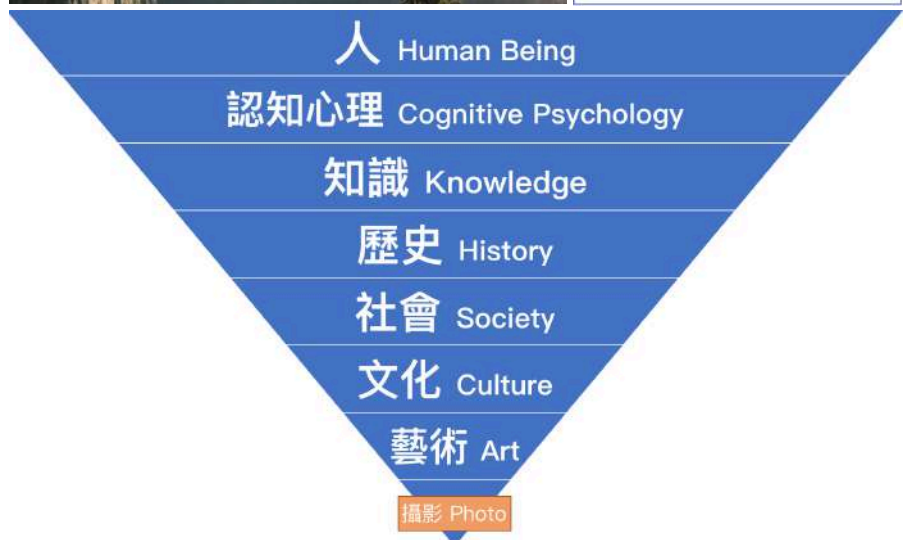 人 Human Being
認知心理 Cognitive Psychology
知識 Knowledge
歷史 History
社會 Society
文化 Culture
藝術 Art
攝影 Photo